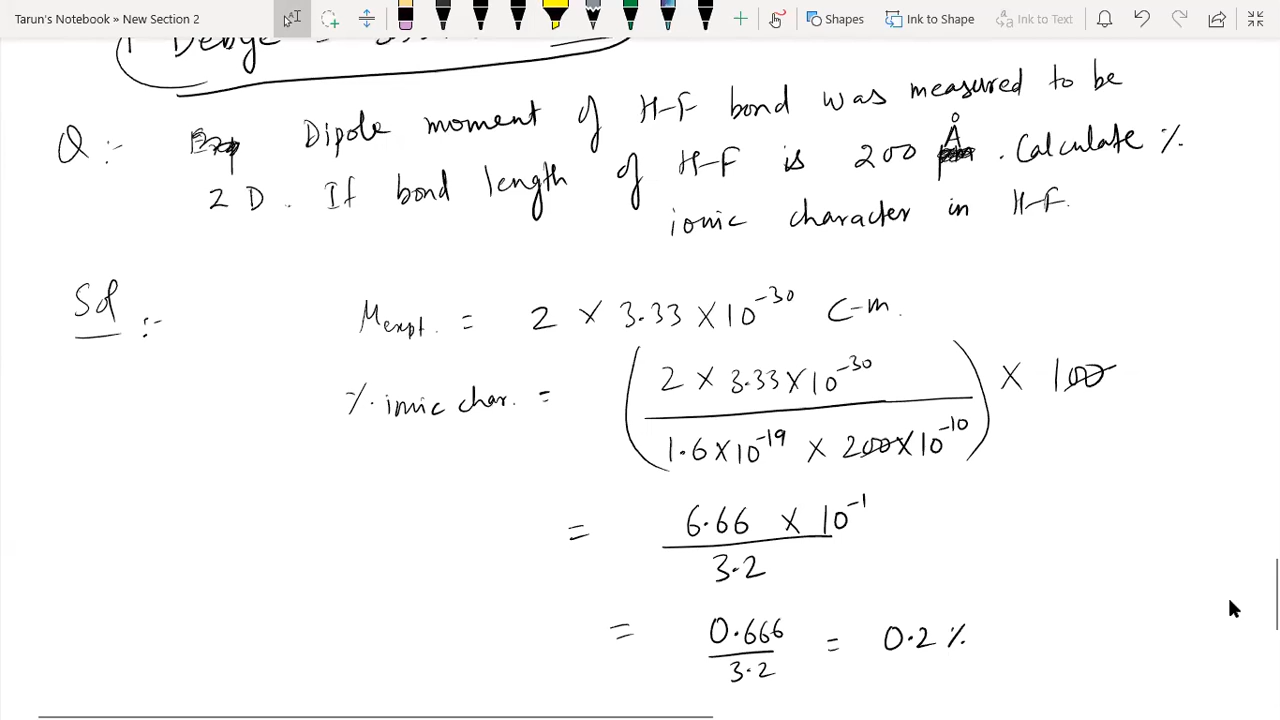 Tarun's Notebook » New Section 2
Shapes
Ink to Shape
Ink to Text
1 Debye =
Q:- Dipole moment of H-F bond was measured to be
2 D. If bond length of H-F is 200 Å. Calculate %
ionic character in H-F.
Sol :-
μexpt. = 2 × 3.33 × 10⁻³⁰ C-m.
%. ionic char. = (2 × 3.33 × 10⁻³⁰ / 1.6 × 10⁻¹⁹ × 200 × 10⁻¹⁰) × 100
= 6.66 × 10⁻¹ / 3.2
= 0.666 / 3.2 = 0.2 %